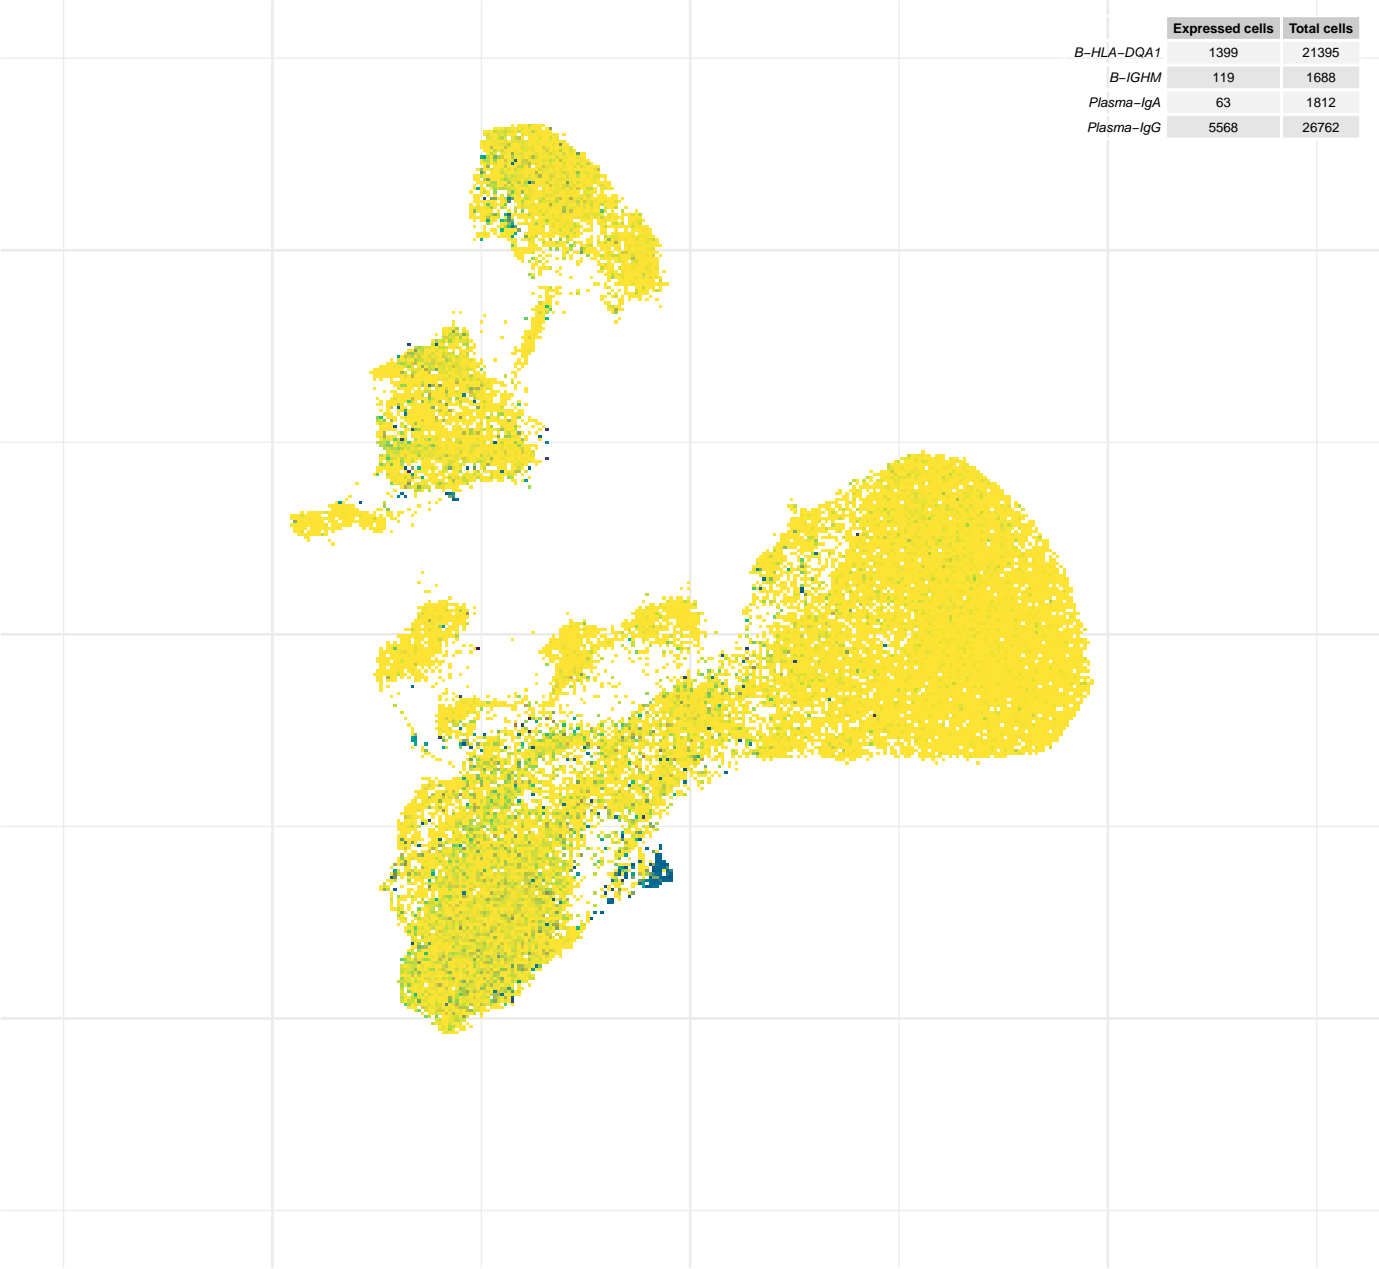 Expressed cells Total cells
B−HLA−DQA1 1399 21395
B−IGHM 119 1688
Plasma−IgA 63 1812
Plasma−IgG 5568 26762